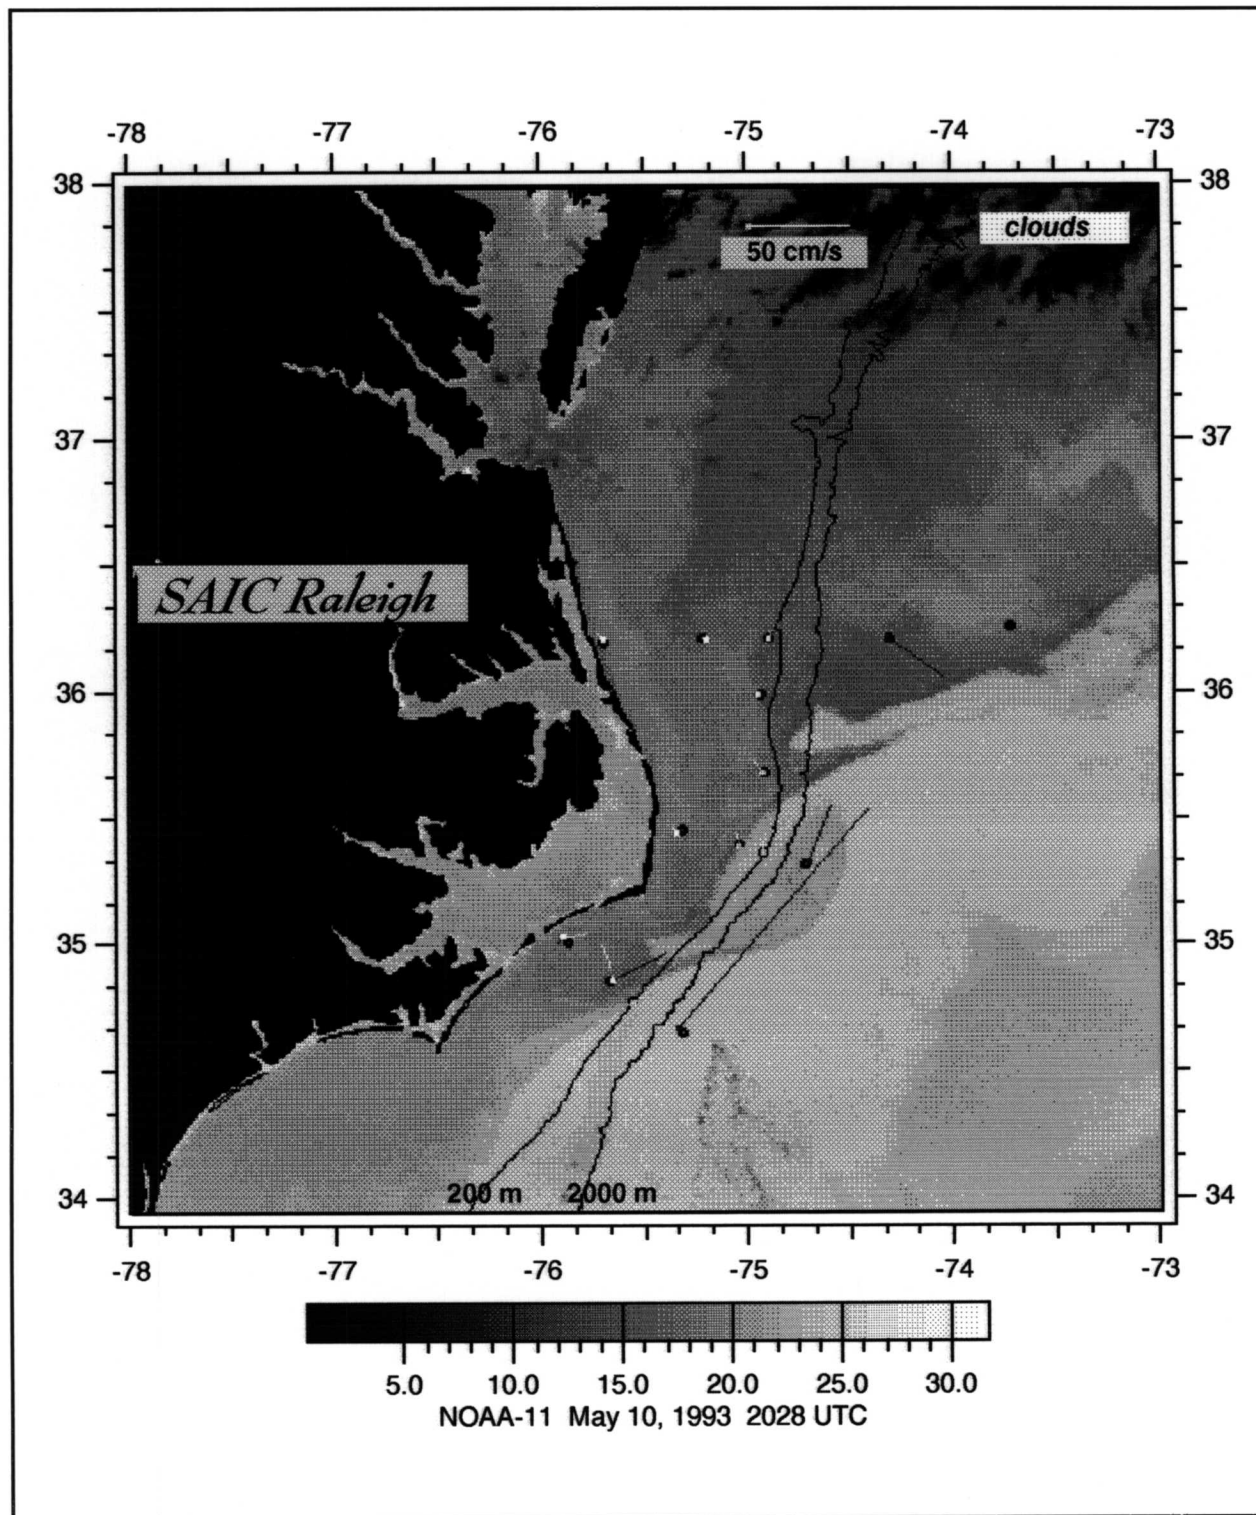 -78 -77 -76 -75 -74 -73
38 38
clouds
50 cm/s
37 37
SAIC Raleigh
36 36
35 35
200 m 2000 m
34 34
-78 -77 -76 -75 -74 -73
5.0 10.0 15.0 20.0 25.0 30.0
NOAA-11 May 10, 1993 2028 UTC